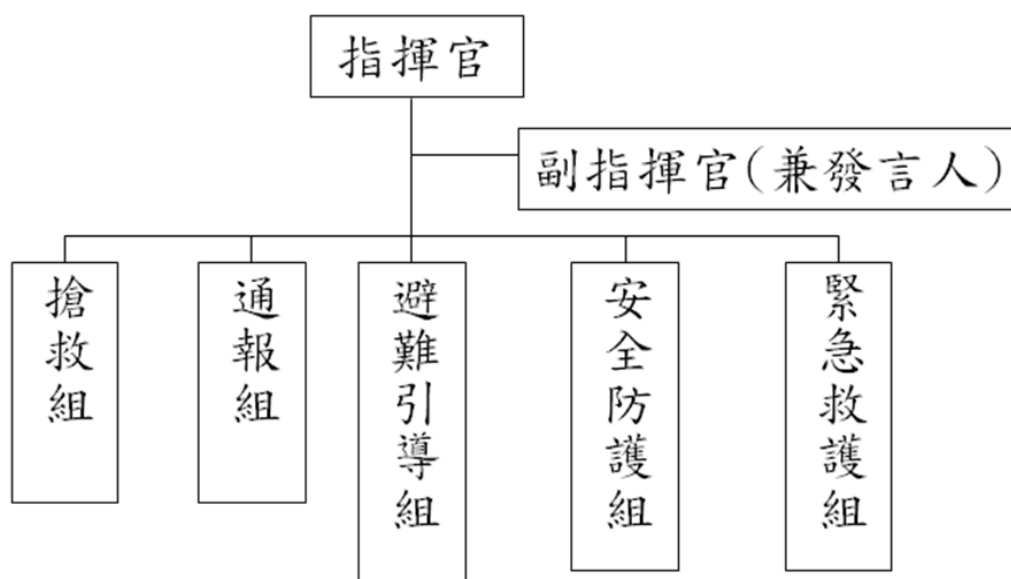 指揮官
副指揮官(兼發言人)
搶救組
通報組
避難引導組
安全防護組
緊急救護組